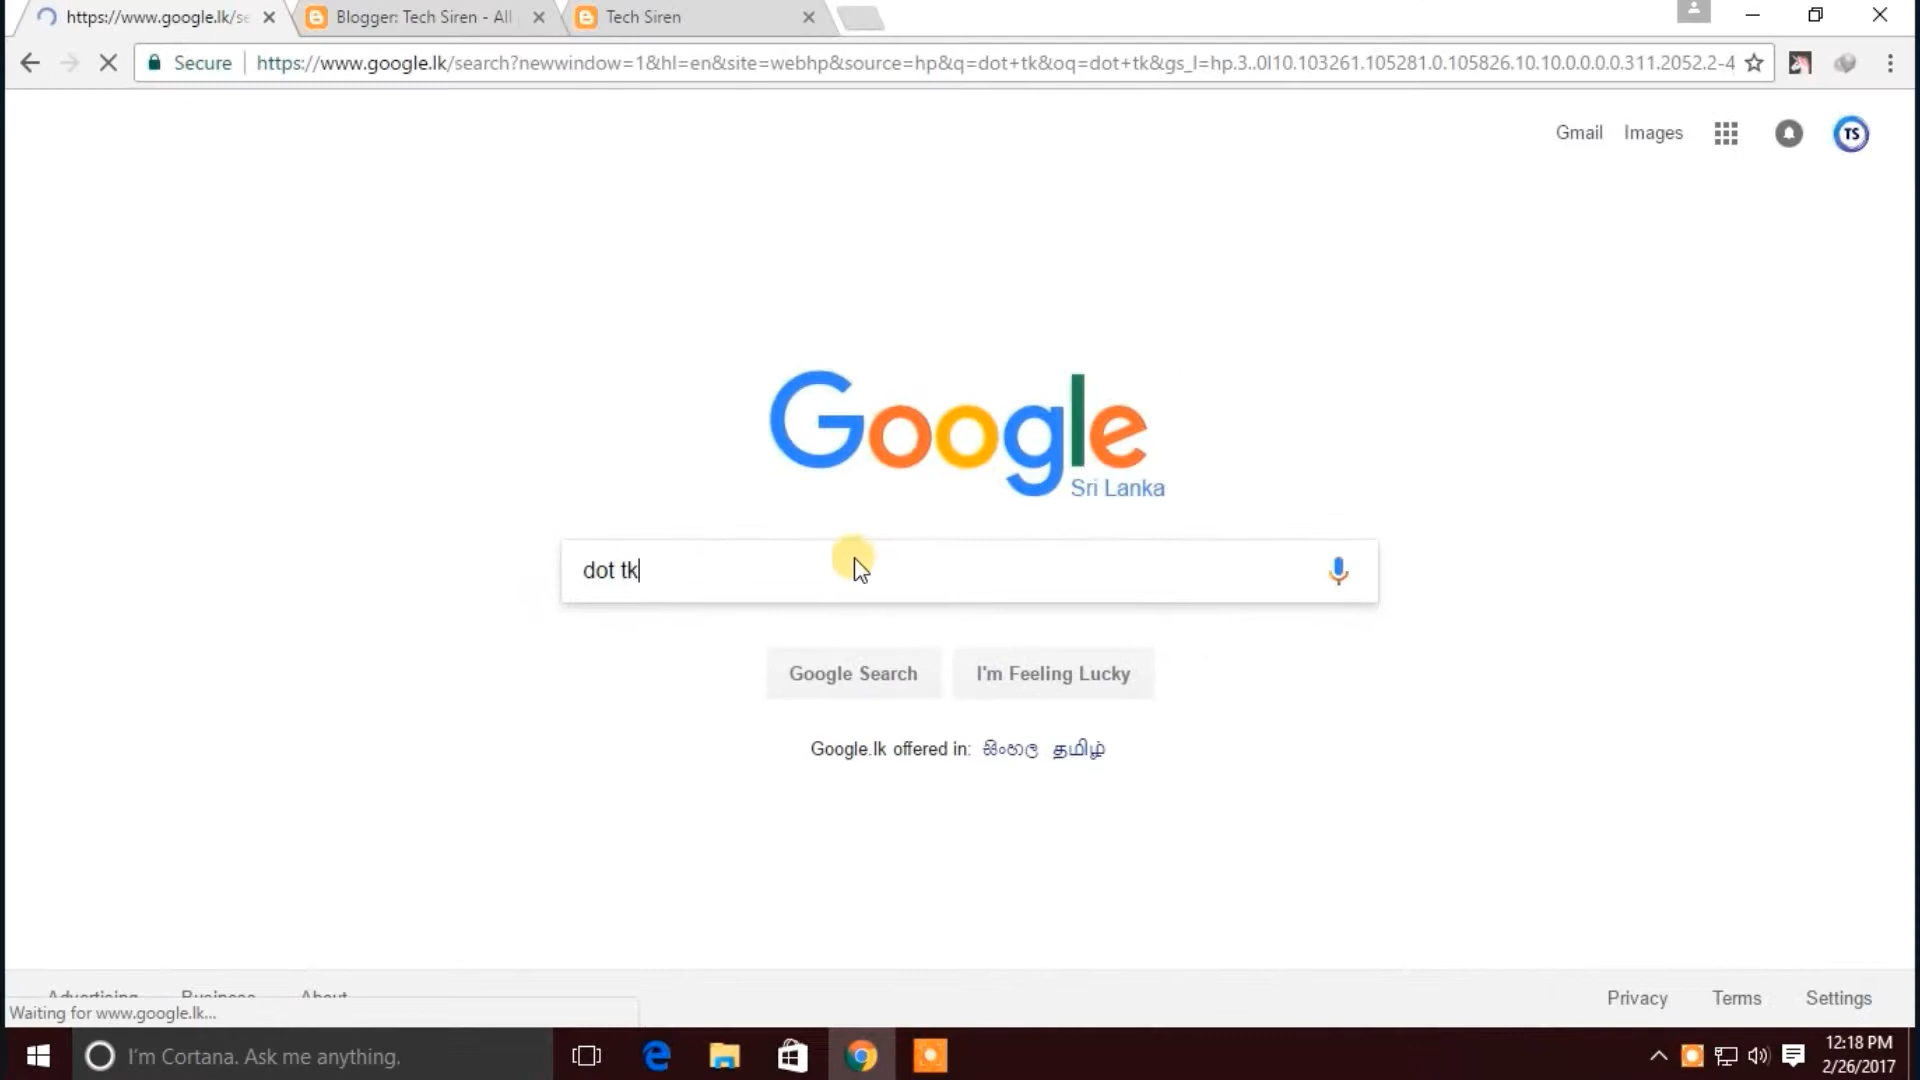 https://www.google.lk/se
Blogger: Tech Siren - All
Tech Siren
Secure
https://www.google.lk/search?newwindow=1&hl=en&site=webhp&source=hp&q=dot+tk&oq=dot+tk&gs_l=hp.3..0l10.103261.105281.0.105826.10.10.0.0.0.0.311.2052.2-4
Gmail Images
TS
Google
Sri Lanka
dot tk
Google Search I'm Feeling Lucky
Google.lk offered in: සිංහල தமிழ்
Advertising Business About
Privacy Terms Settings
Waiting for www.google.lk...
I'm Cortana. Ask me anything.
12:18 PM
2/26/2017